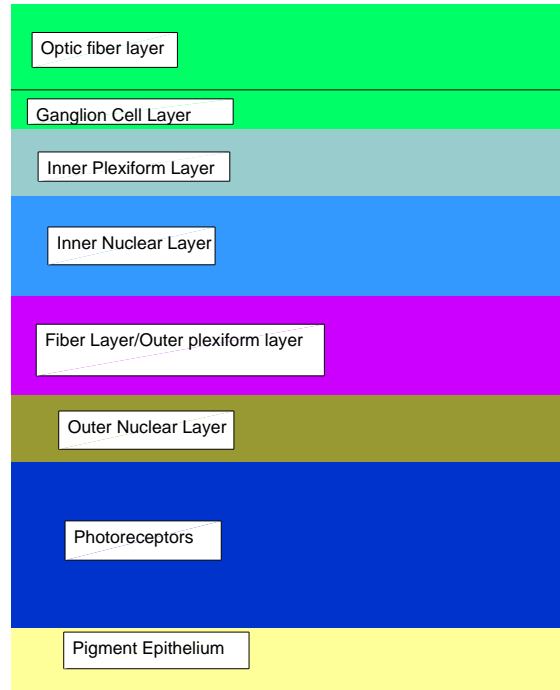 Optic fiber layer
Ganglion Cell Layer
Inner Plexiform Layer
Inner Nuclear Layer
Fiber Layer/Outer plexiform layer
Outer Nuclear Layer
Photoreceptors
Pigment Epithelium